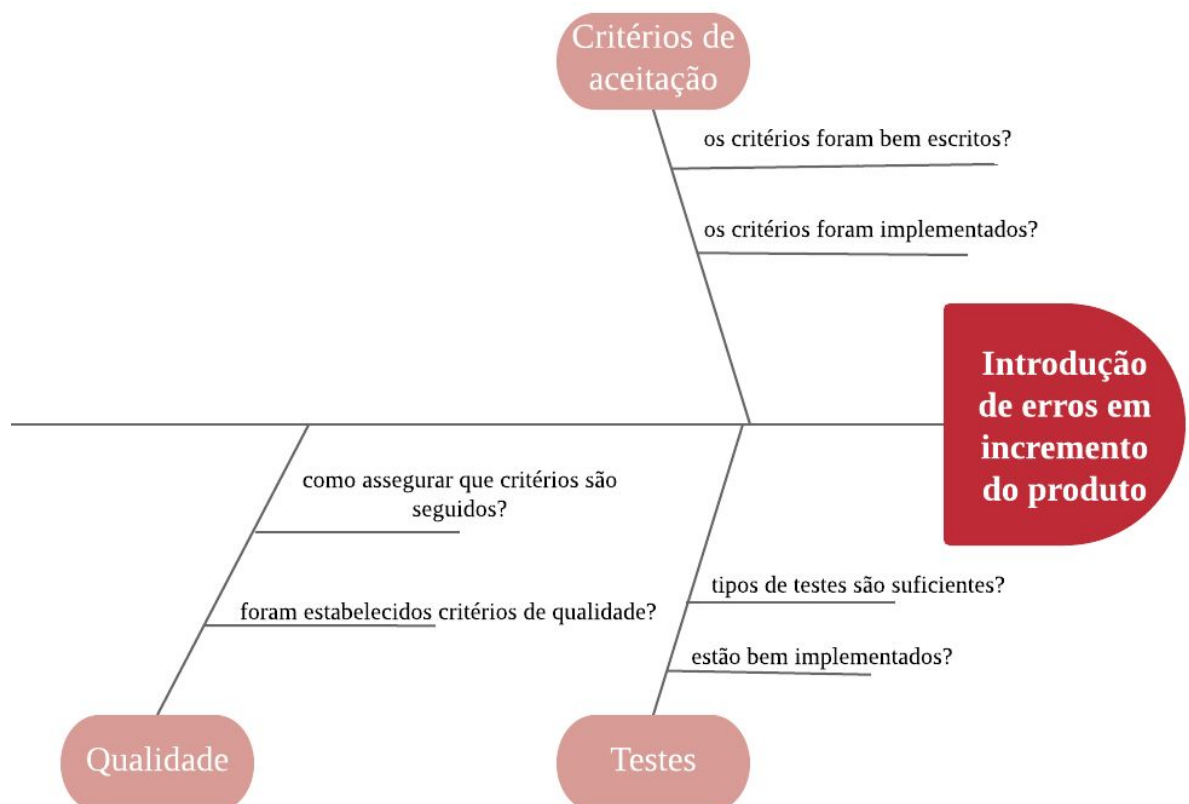 Critérios de
aceitação
os critérios foram bem escritos?
os critérios foram implementados?
Introdução
de erros em
incremento
do produto
como assegurar que critérios são
seguidos?
foram estabelecidos critérios de qualidade?
tipos de testes são suficientes?
estão bem implementados?
Qualidade
Testes